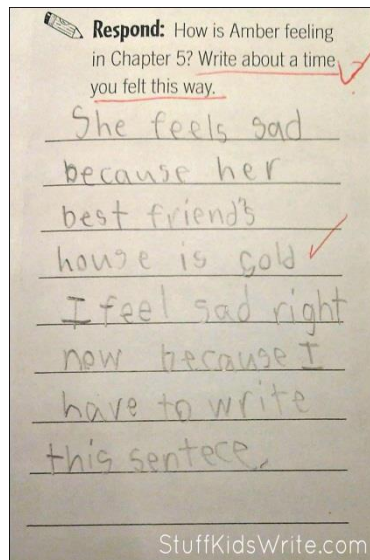 Respond: How is Amber feeling
in Chapter 5? Write about a time
you felt this way.
She feels sad
because her
best friend's
house is sold
I feel sad right
now because I
have to write
this sentece.
StuffKidsWrite.com